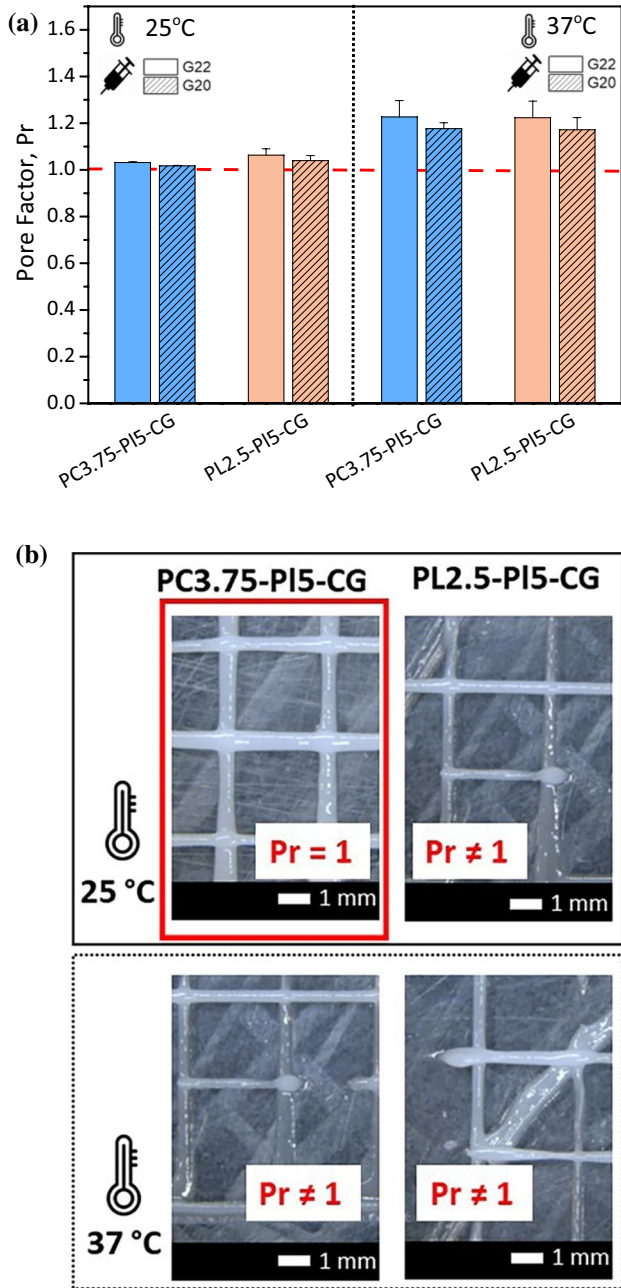 (a)
25°C
G22
G20
37°C
G22
G20
Pore Factor, Pr
1.6
1.4
1.2
1.0
0.8
0.6
0.4
0.2
0.0
PC3.75-Pl5-CG
PL2.5-Pl5-CG
PC3.75-Pl5-CG
PL2.5-Pl5-CG
(b)
PC3.75-Pl5-CG
PL2.5-Pl5-CG
25 °C
Pr = 1
1 mm
Pr ≠ 1
1 mm
37 °C
Pr ≠ 1
1 mm
Pr ≠ 1
1 mm